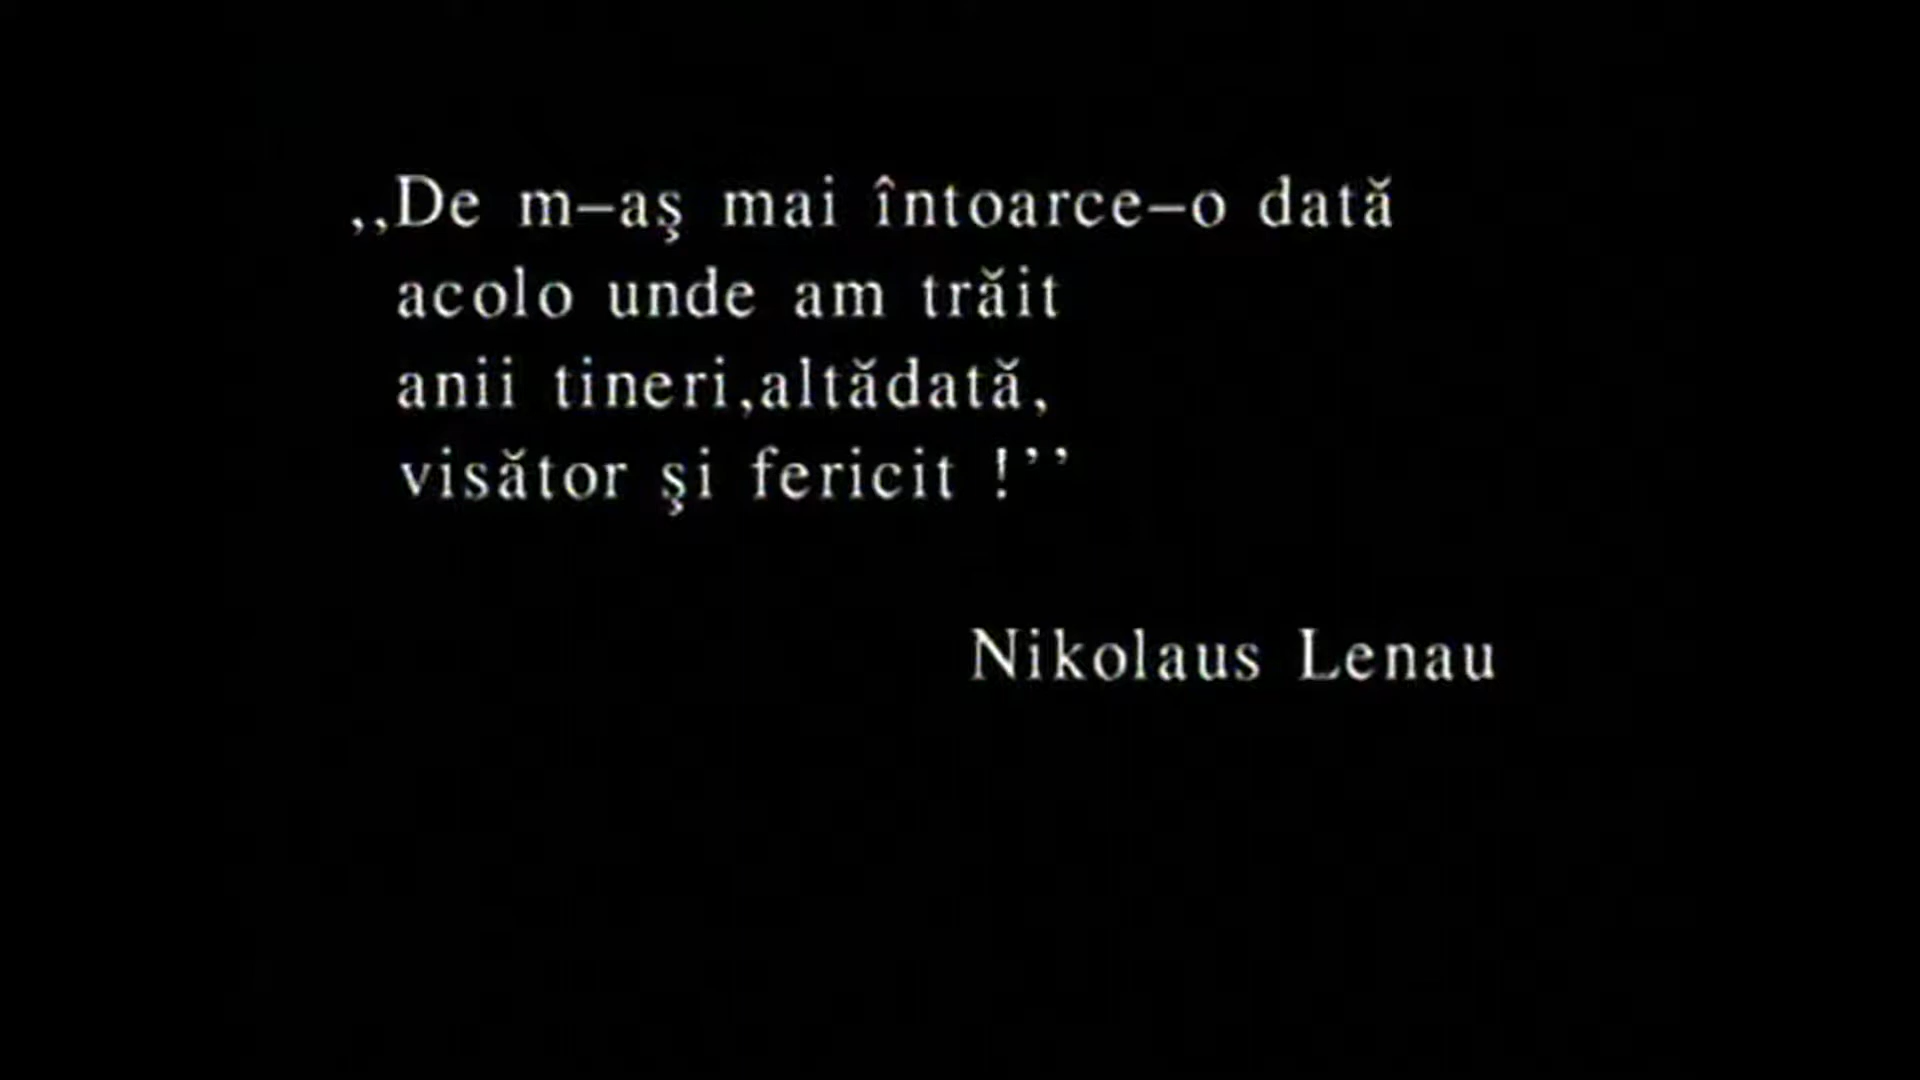 ,,De m–aş mai întoarce–o dată
acolo unde am trăit
anii tineri,altădată,
visător şi fericit !’’
Nikolaus Lenau